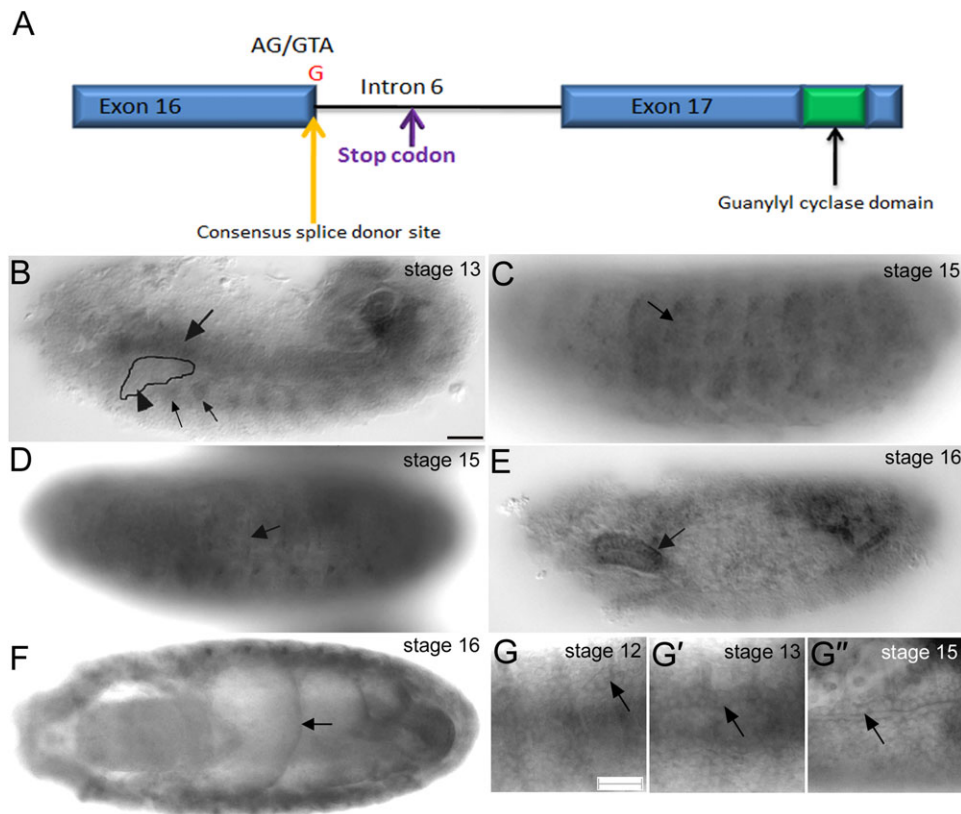 A
AG/GTA
G
Exon 16
Intron 6
Exon 17
Stop codon
Consensus splice donor site
Guanylyl cyclase domain
B
stage 13
C
stage 15
D
stage 15
E
stage 16
F
stage 16
G
stage 12
G′
stage 13
G″
stage 15